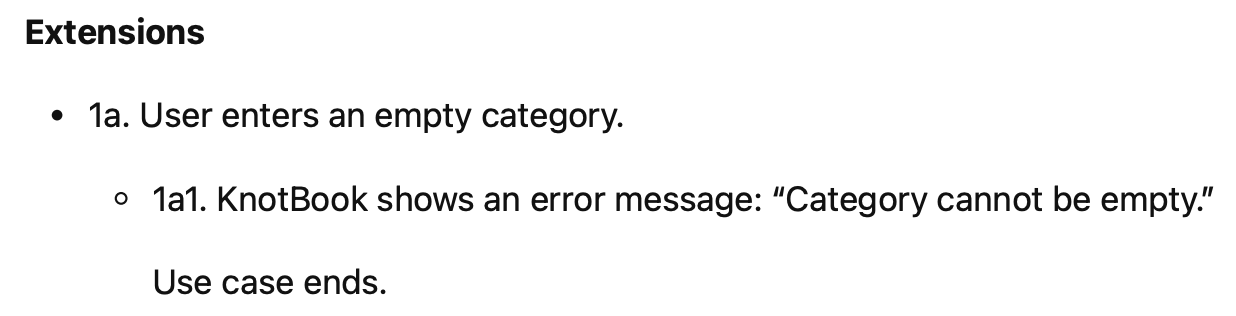 Extensions
• 1a. User enters an empty category.
◦ 1a1. KnotBook shows an error message: “Category cannot be empty.”
Use case ends.